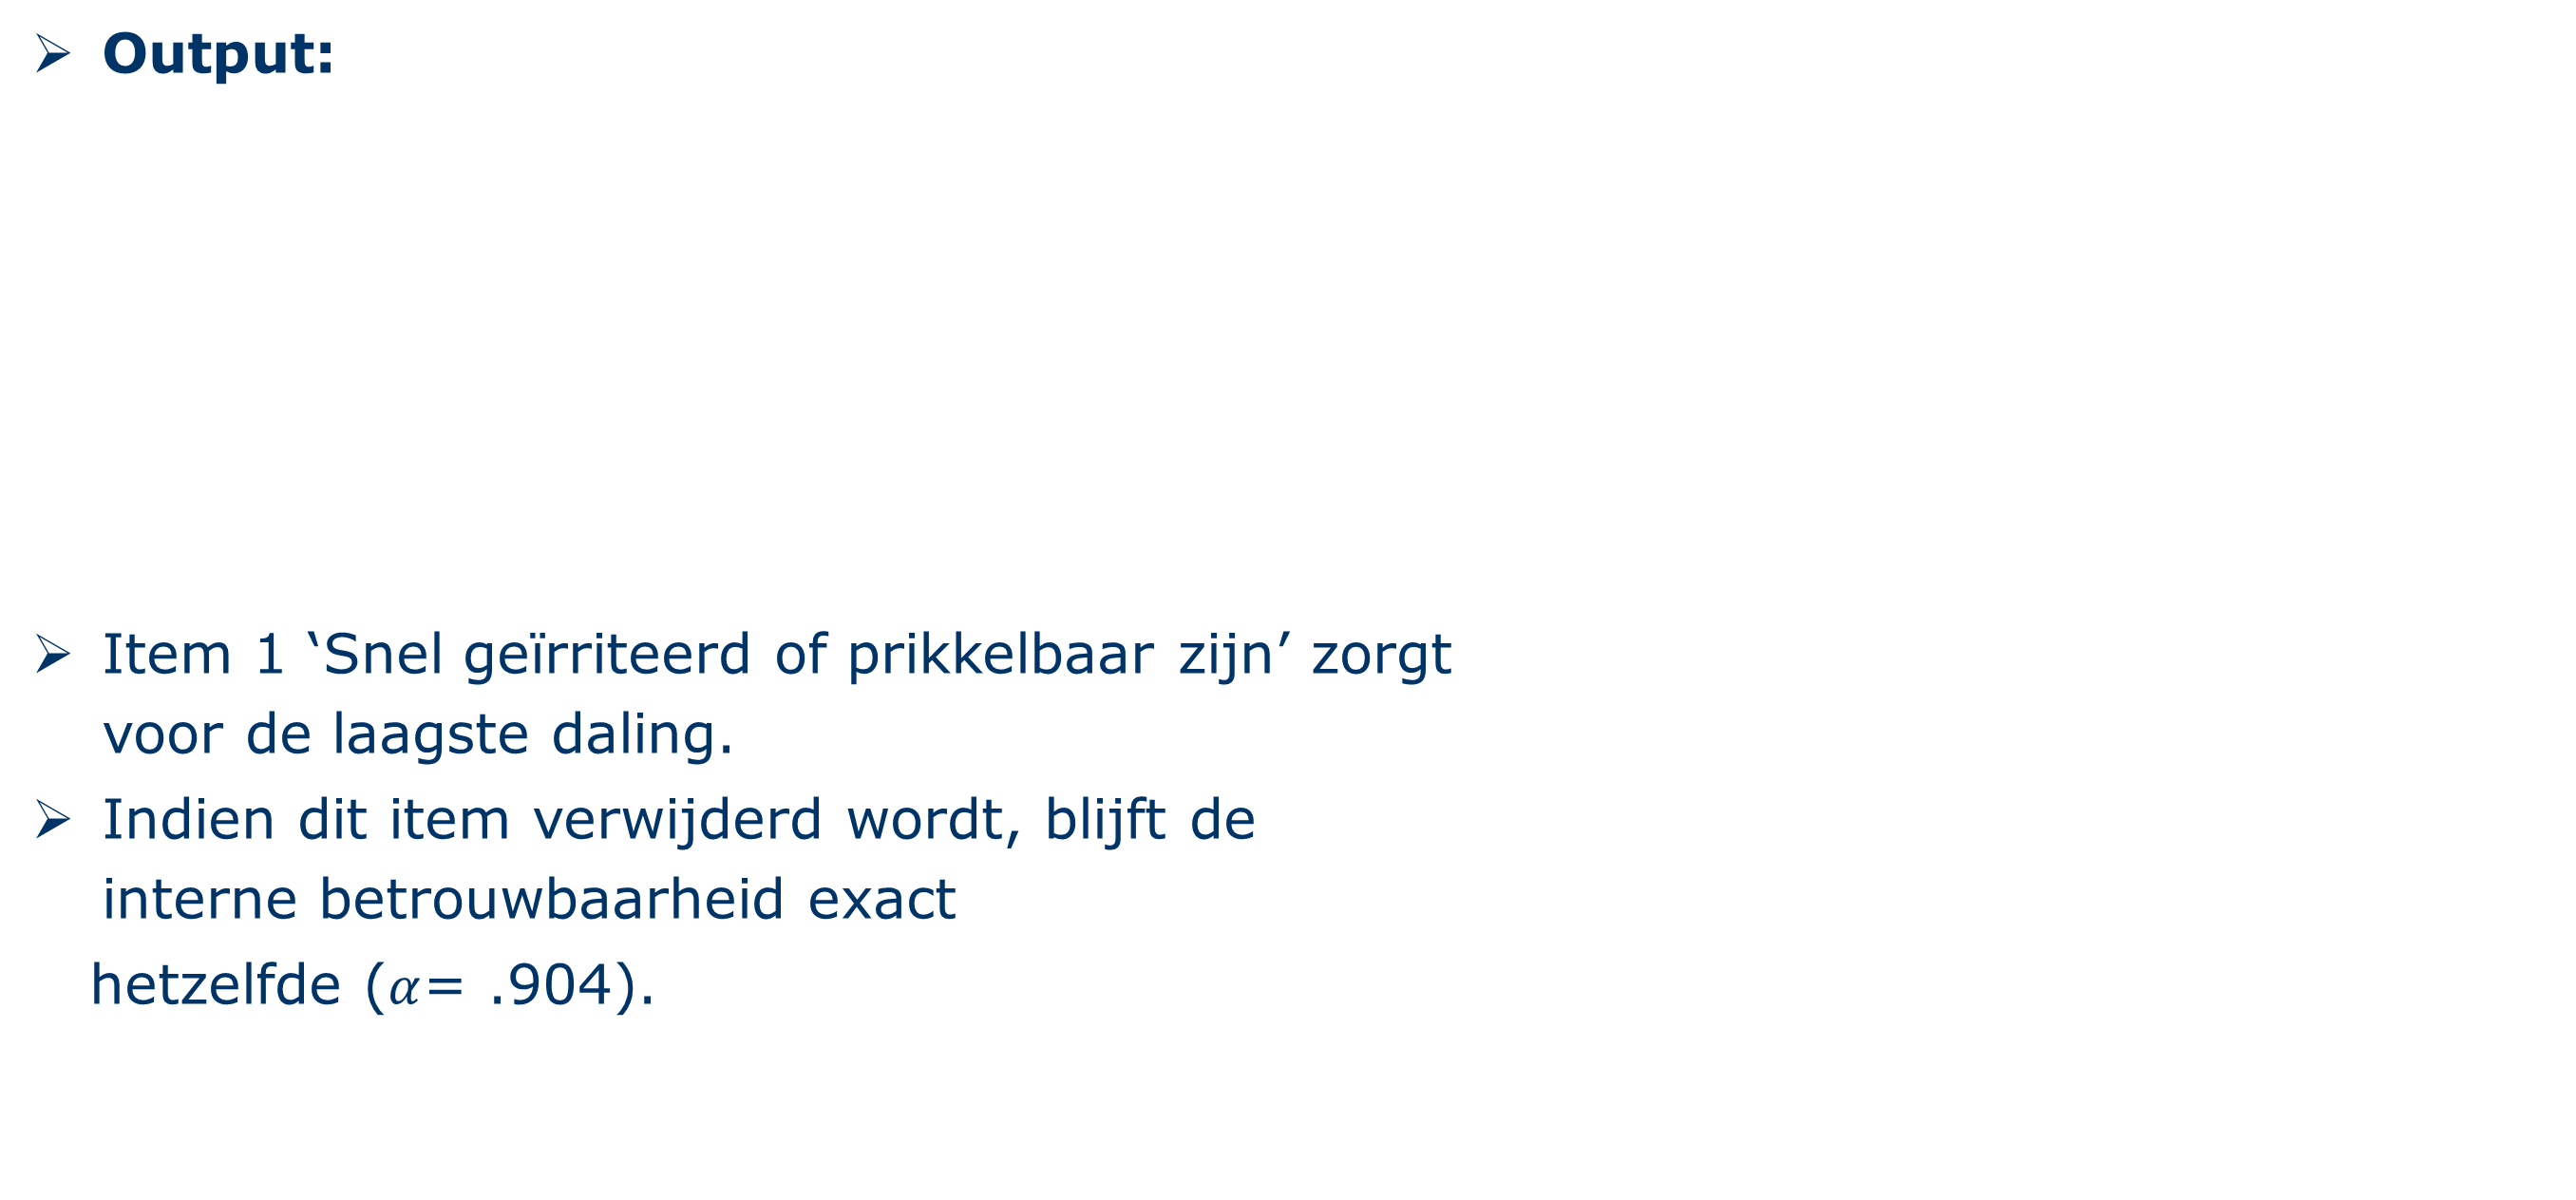 ➢ Output:
➢ Item 1 ‘Snel geïrriteerd of prikkelbaar zijn’ zorgt
voor de laagste daling.
➢ Indien dit item verwijderd wordt, blijft de
interne betrouwbaarheid exact
hetzelfde (𝛼= .904).